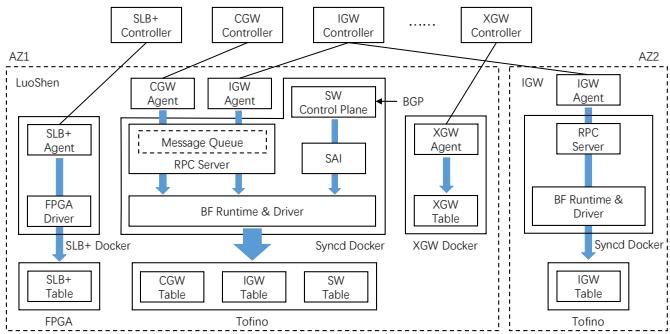 SLB+
Controller
CGW
Controller
IGW
Controller
......
XGW
Controller
AZ1
AZ2
LuoShen
CGW
Agent
IGW
Agent
SW
Control Plane
BGP
IGW
IGW
Agent
SLB+
Agent
Message Queue
RPC Server
SAI
XGW
Agent
RPC
Server
FPGA
Driver
BF Runtime & Driver
XGW
Table
BF Runtime &
Driver
SLB+ Docker
Syncd Docker
XGW Docker
Syncd Docker
SLB+
Table
CGW
Table
IGW
Table
SW
Table
IGW
Table
FPGA
Tofino
Tofino